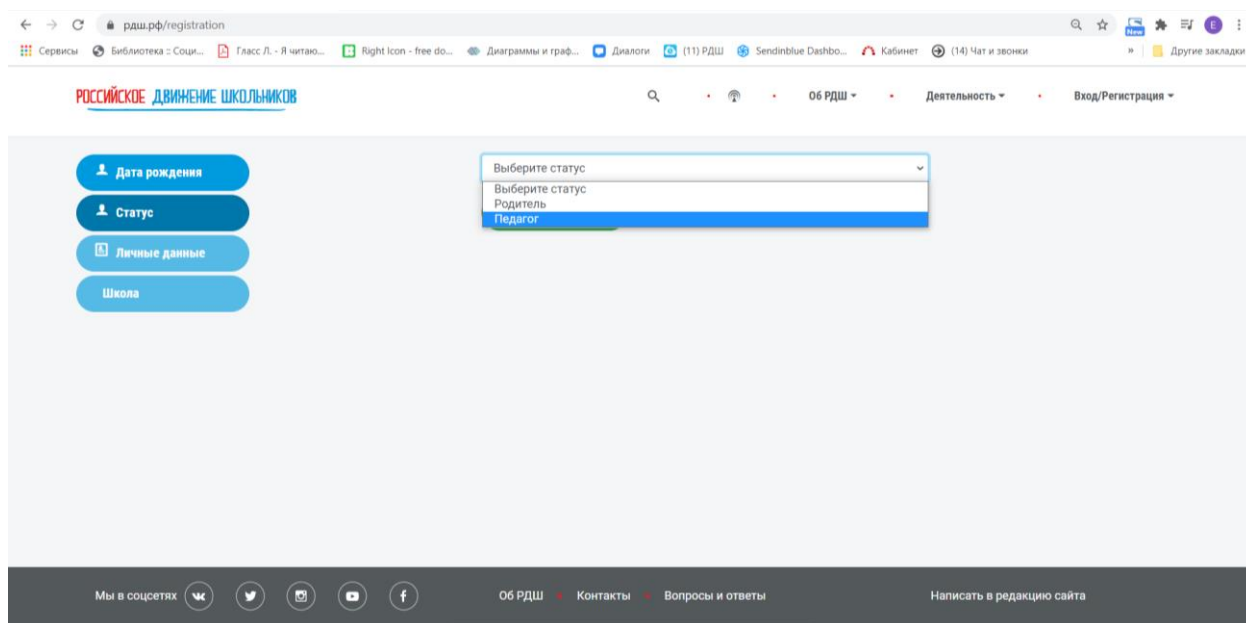 рдш.рф/registration
Сервисы Библиотека :: Соци... Гласс Л. - Я читаю... Right Icon - free do... Диаграммы и граф... Диалоги (11) РДШ Sendinblue Dashbo... Кабинет (14) Чат и звонки » Другие закладки
New
E
РОССИЙСКОЕ ДВИЖЕНИЕ ШКОЛЬНИКОВ
Об РДШ Деятельность Вход/Регистрация
Дата рождения
Статус
Личные данные
Школа
Выберите статус
Выберите статус
Родитель
Педагог
Мы в соцсетях Об РДШ Контакты Вопросы и ответы Написать в редакцию сайта